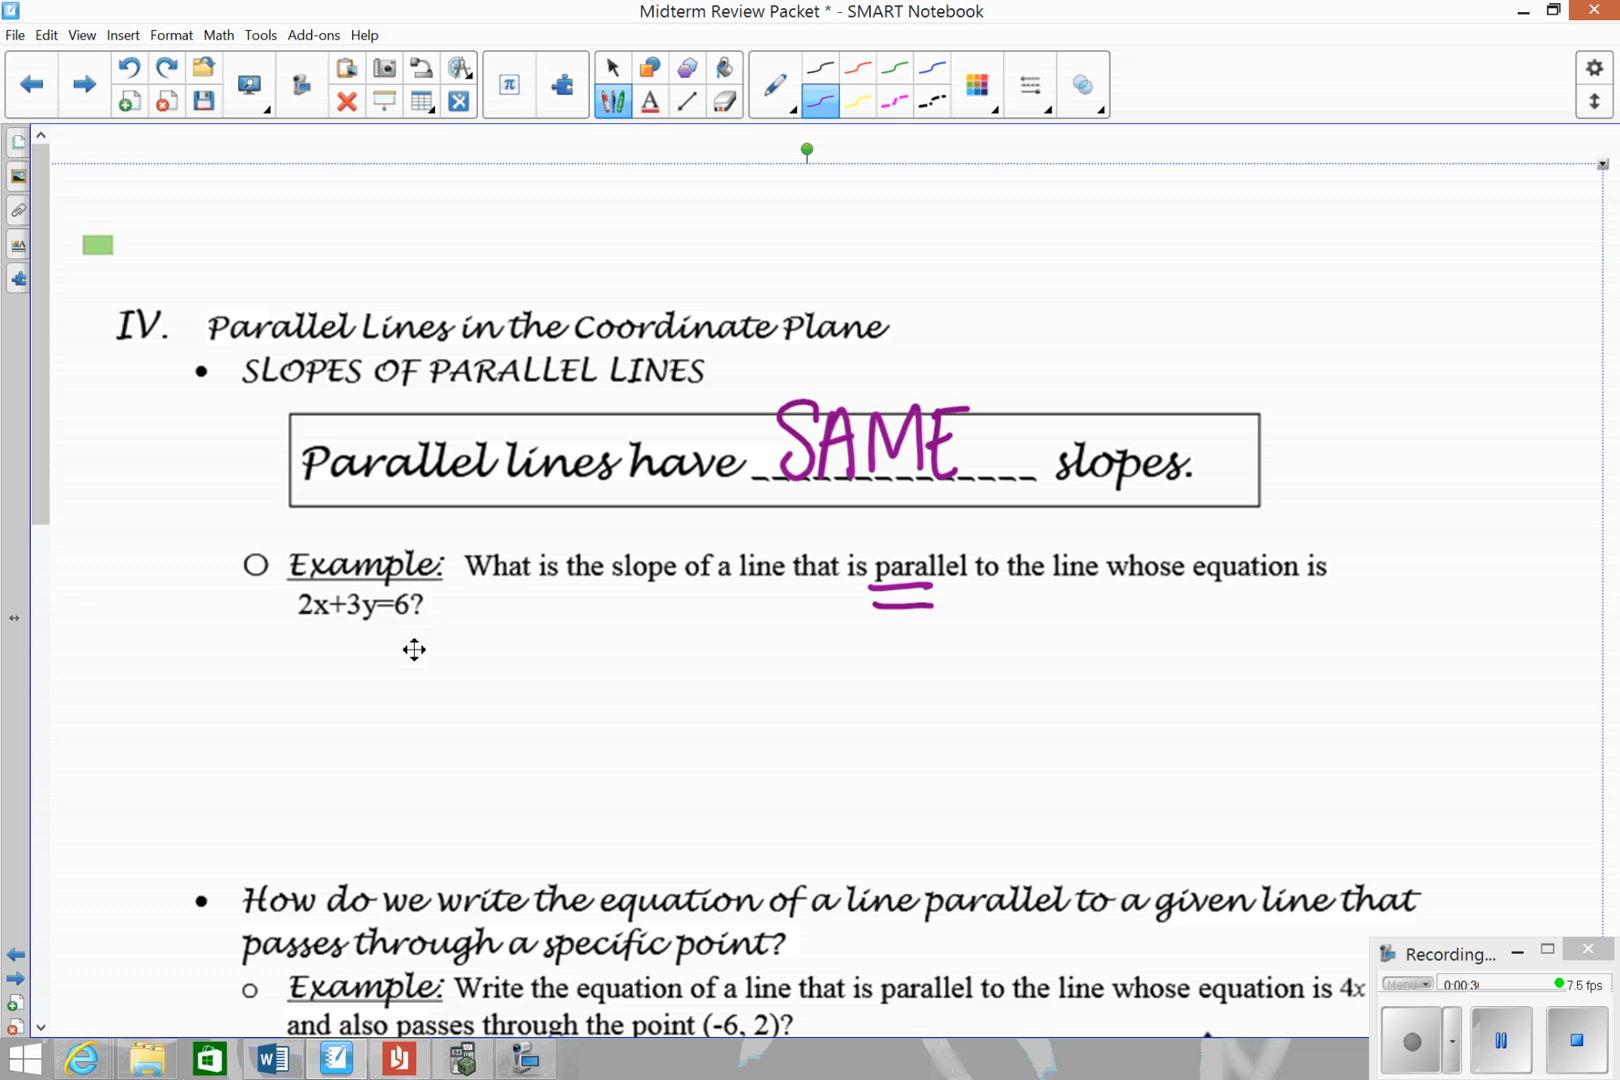 Midterm Review Packet * - SMART Notebook
File Edit View Insert Format Math Tools Add-ons Help
IV. Parallel Lines in the Coordinate Plane
• SLOPES OF PARALLEL LINES
Parallel lines have SAME slopes.
Example: What is the slope of a line that is parallel to the line whose equation is
2x+3y=6?
• How do we write the equation of a line parallel to a given line that
passes through a specific point?
Example: Write the equation of a line that is parallel to the line whose equation is 4x
and also passes through the point (-6, 2)?
Recording...
Menu 0:00:3 7.5 fps